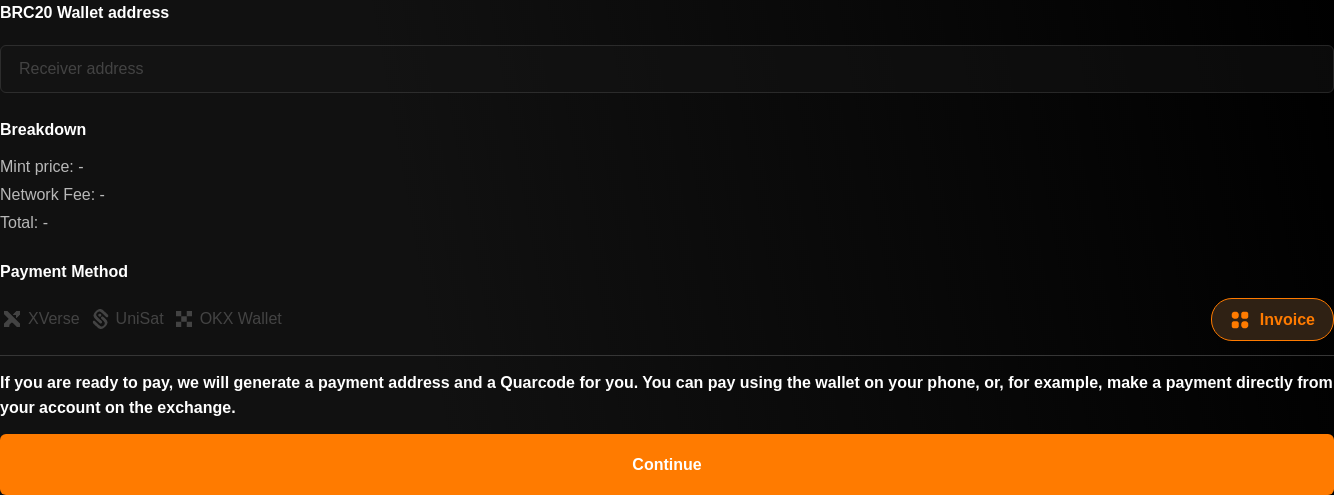 BRC20 Wallet address
Receiver address
Breakdown
Mint price: -
Network Fee: -
Total: -
Payment Method
XVerse UniSat OKX Wallet Invoice
If you are ready to pay, we will generate a payment address and a Quarcode for you. You can pay using the wallet on your phone, or, for example, make a payment directly from
your account on the exchange.
Continue